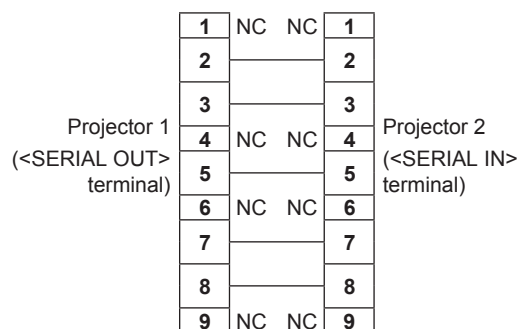 1 NC NC 1
2 2
3 3
Projector 1
(<SERIAL OUT>
terminal)
4 NC NC 4
5 5
6 NC NC 6
7 7
8 8
9 NC NC 9
Projector 2
(<SERIAL IN>
terminal)